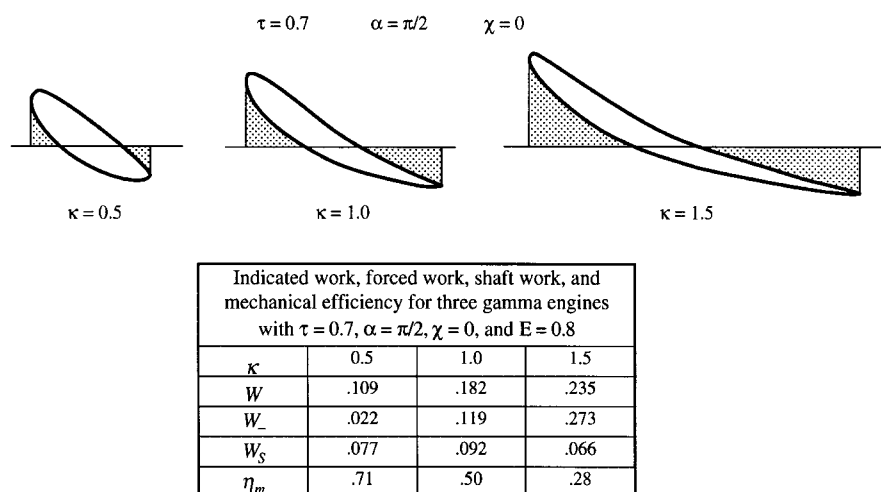 τ = 0.7 α = π/2 χ = 0
κ = 0.5 κ = 1.0 κ = 1.5
Indicated work, forced work, shaft work, and
mechanical efficiency for three gamma engines
with τ = 0.7, α = π/2, χ = 0, and E = 0.8
κ 0.5 1.0 1.5
W .109 .182 .235
W_ .022 .119 .273
W_S .077 .092 .066
η_m .71 .50 .28